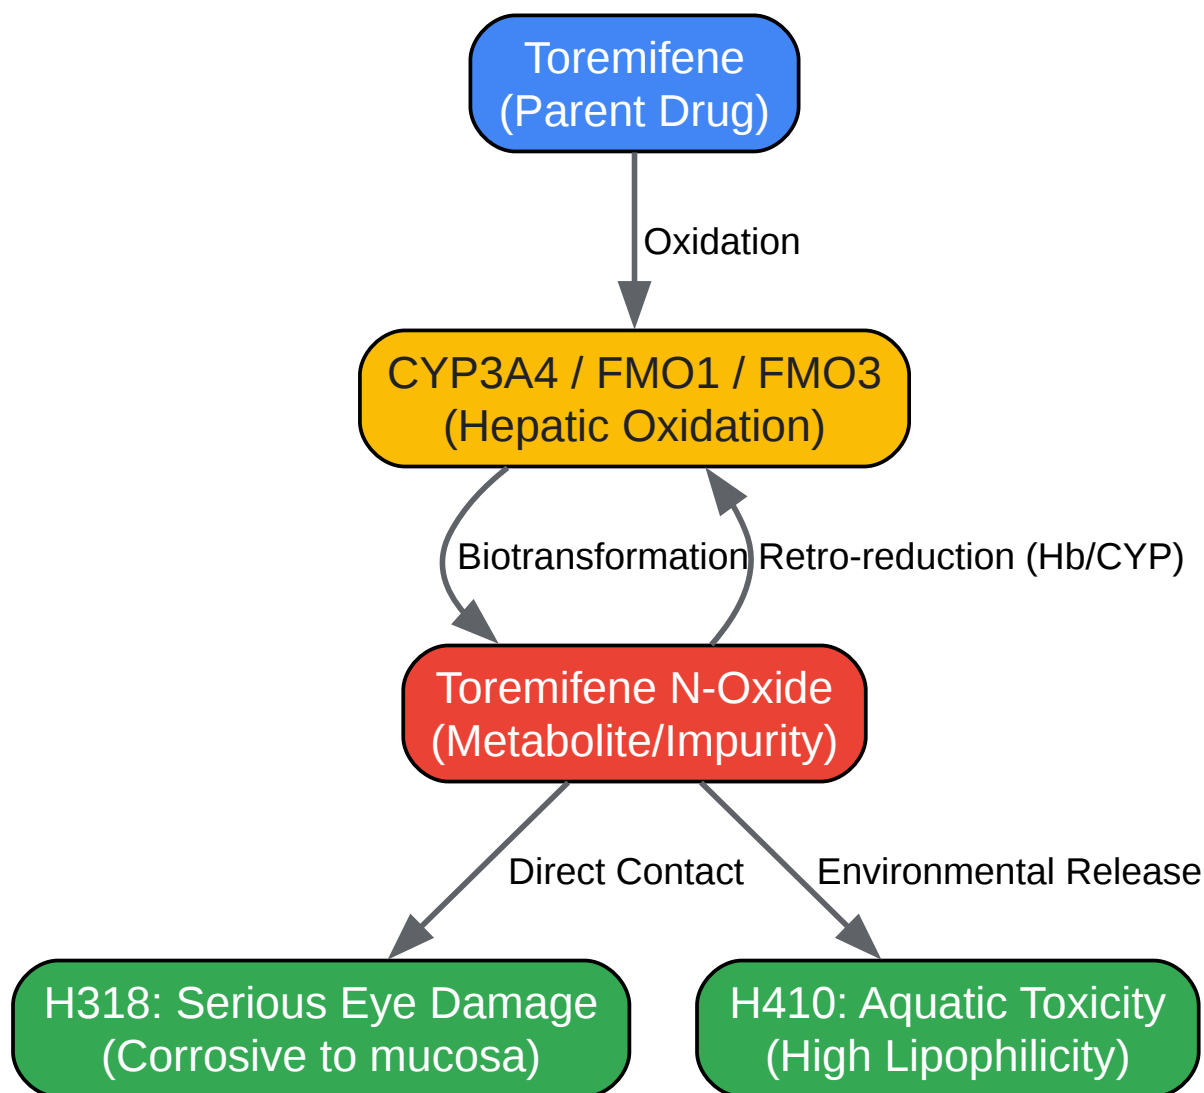 Toremifene
(Parent Drug)
Oxidation
CYP3A4 / FMO1 / FMO3
(Hepatic Oxidation)
Biotransformation
Retro-reduction (Hb/CYP)
Toremifene N-Oxide
(Metabolite/Impurity)
Direct Contact
Environmental Release
H318: Serious Eye Damage
(Corrosive to mucosa)
H410: Aquatic Toxicity
(High Lipophilicity)